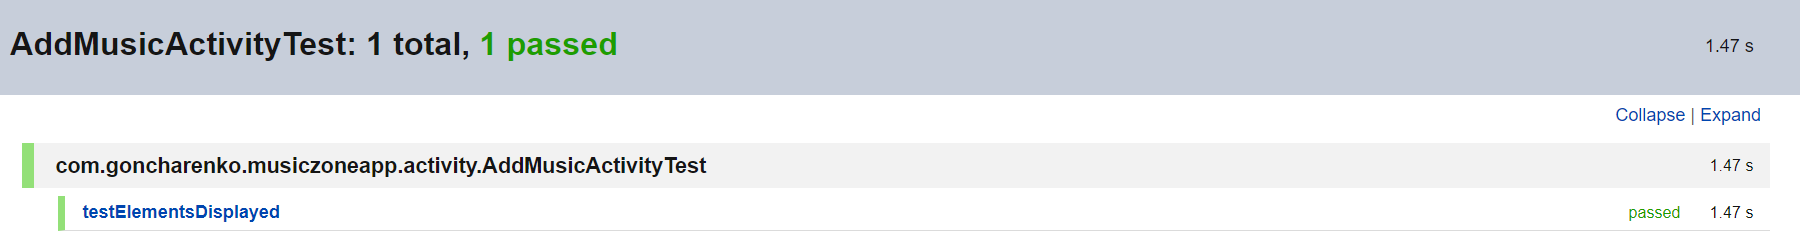 AddMusicActivityTest: 1 total, 1 passed 1.47 s
Collapse | Expand
com.goncharenko.musiczoneapp.activity.AddMusicActivityTest 1.47 s
testElementsDisplayed passed 1.47 s